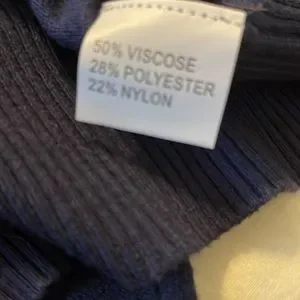 50% VISCOSE
28% POLYESTER
22% NYLON